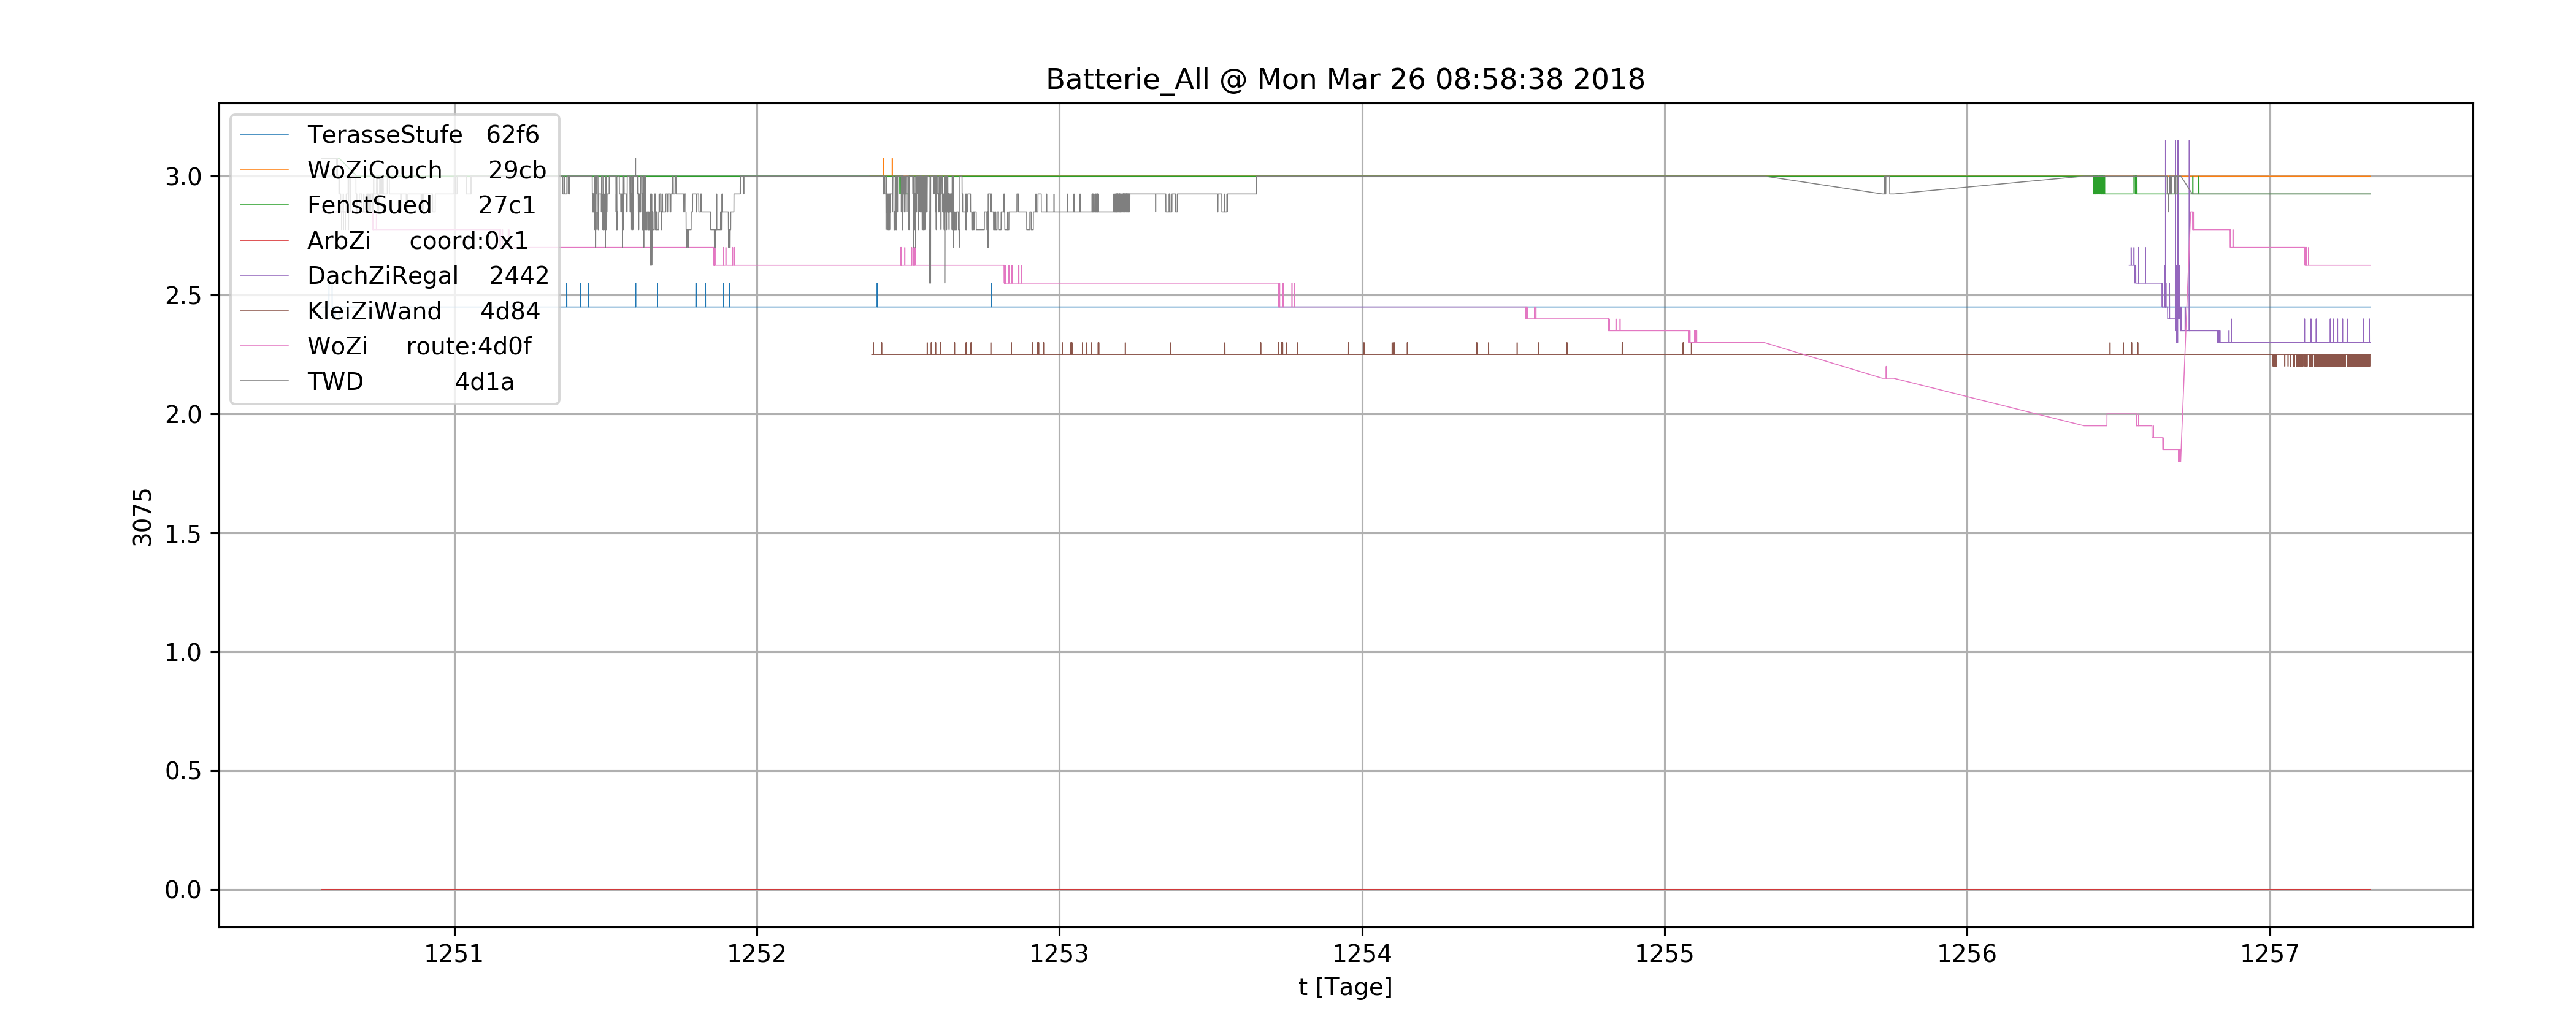 Batterie_All @ Mon Mar 26 08:58:38 2018
TerasseStufe 62f6
WoZiCouch 29cb
FenstSued 27c1
ArbZi coord:0x1
DachZiRegal 2442
KleiZiWand 4d84
WoZi route:4d0f
TWD 4d1a
3.0
2.5
2.0
1.5
1.0
0.5
0.0
3075
1251 1252 1253 1254 1255 1256 1257
t [Tage]